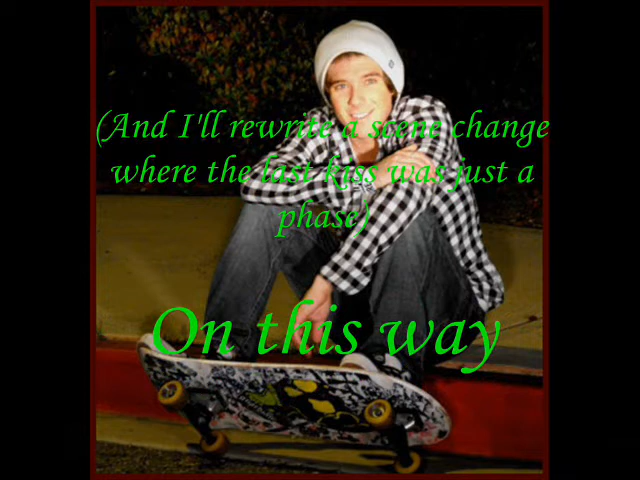 (And I'll rewrite a scene change
where the last kiss was just a
phase)
On this way